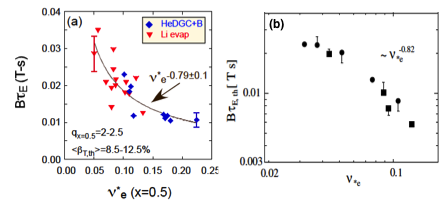 (a)
HeDGC+B
Li evap
BτE (T-s)
0.04
0.03
0.02
0.01
0.00
ν*e-0.79±0.1
qx=0.5=2-2.5
<βT,th>=8.5-12.5%
0.00
0.05
0.10
0.15
0.20
0.25
ν*e (x=0.5)
(b)
BτE, th [ T s]
0.01
0.003
~ ν*e-0.82
0.02
0.1
ν*e